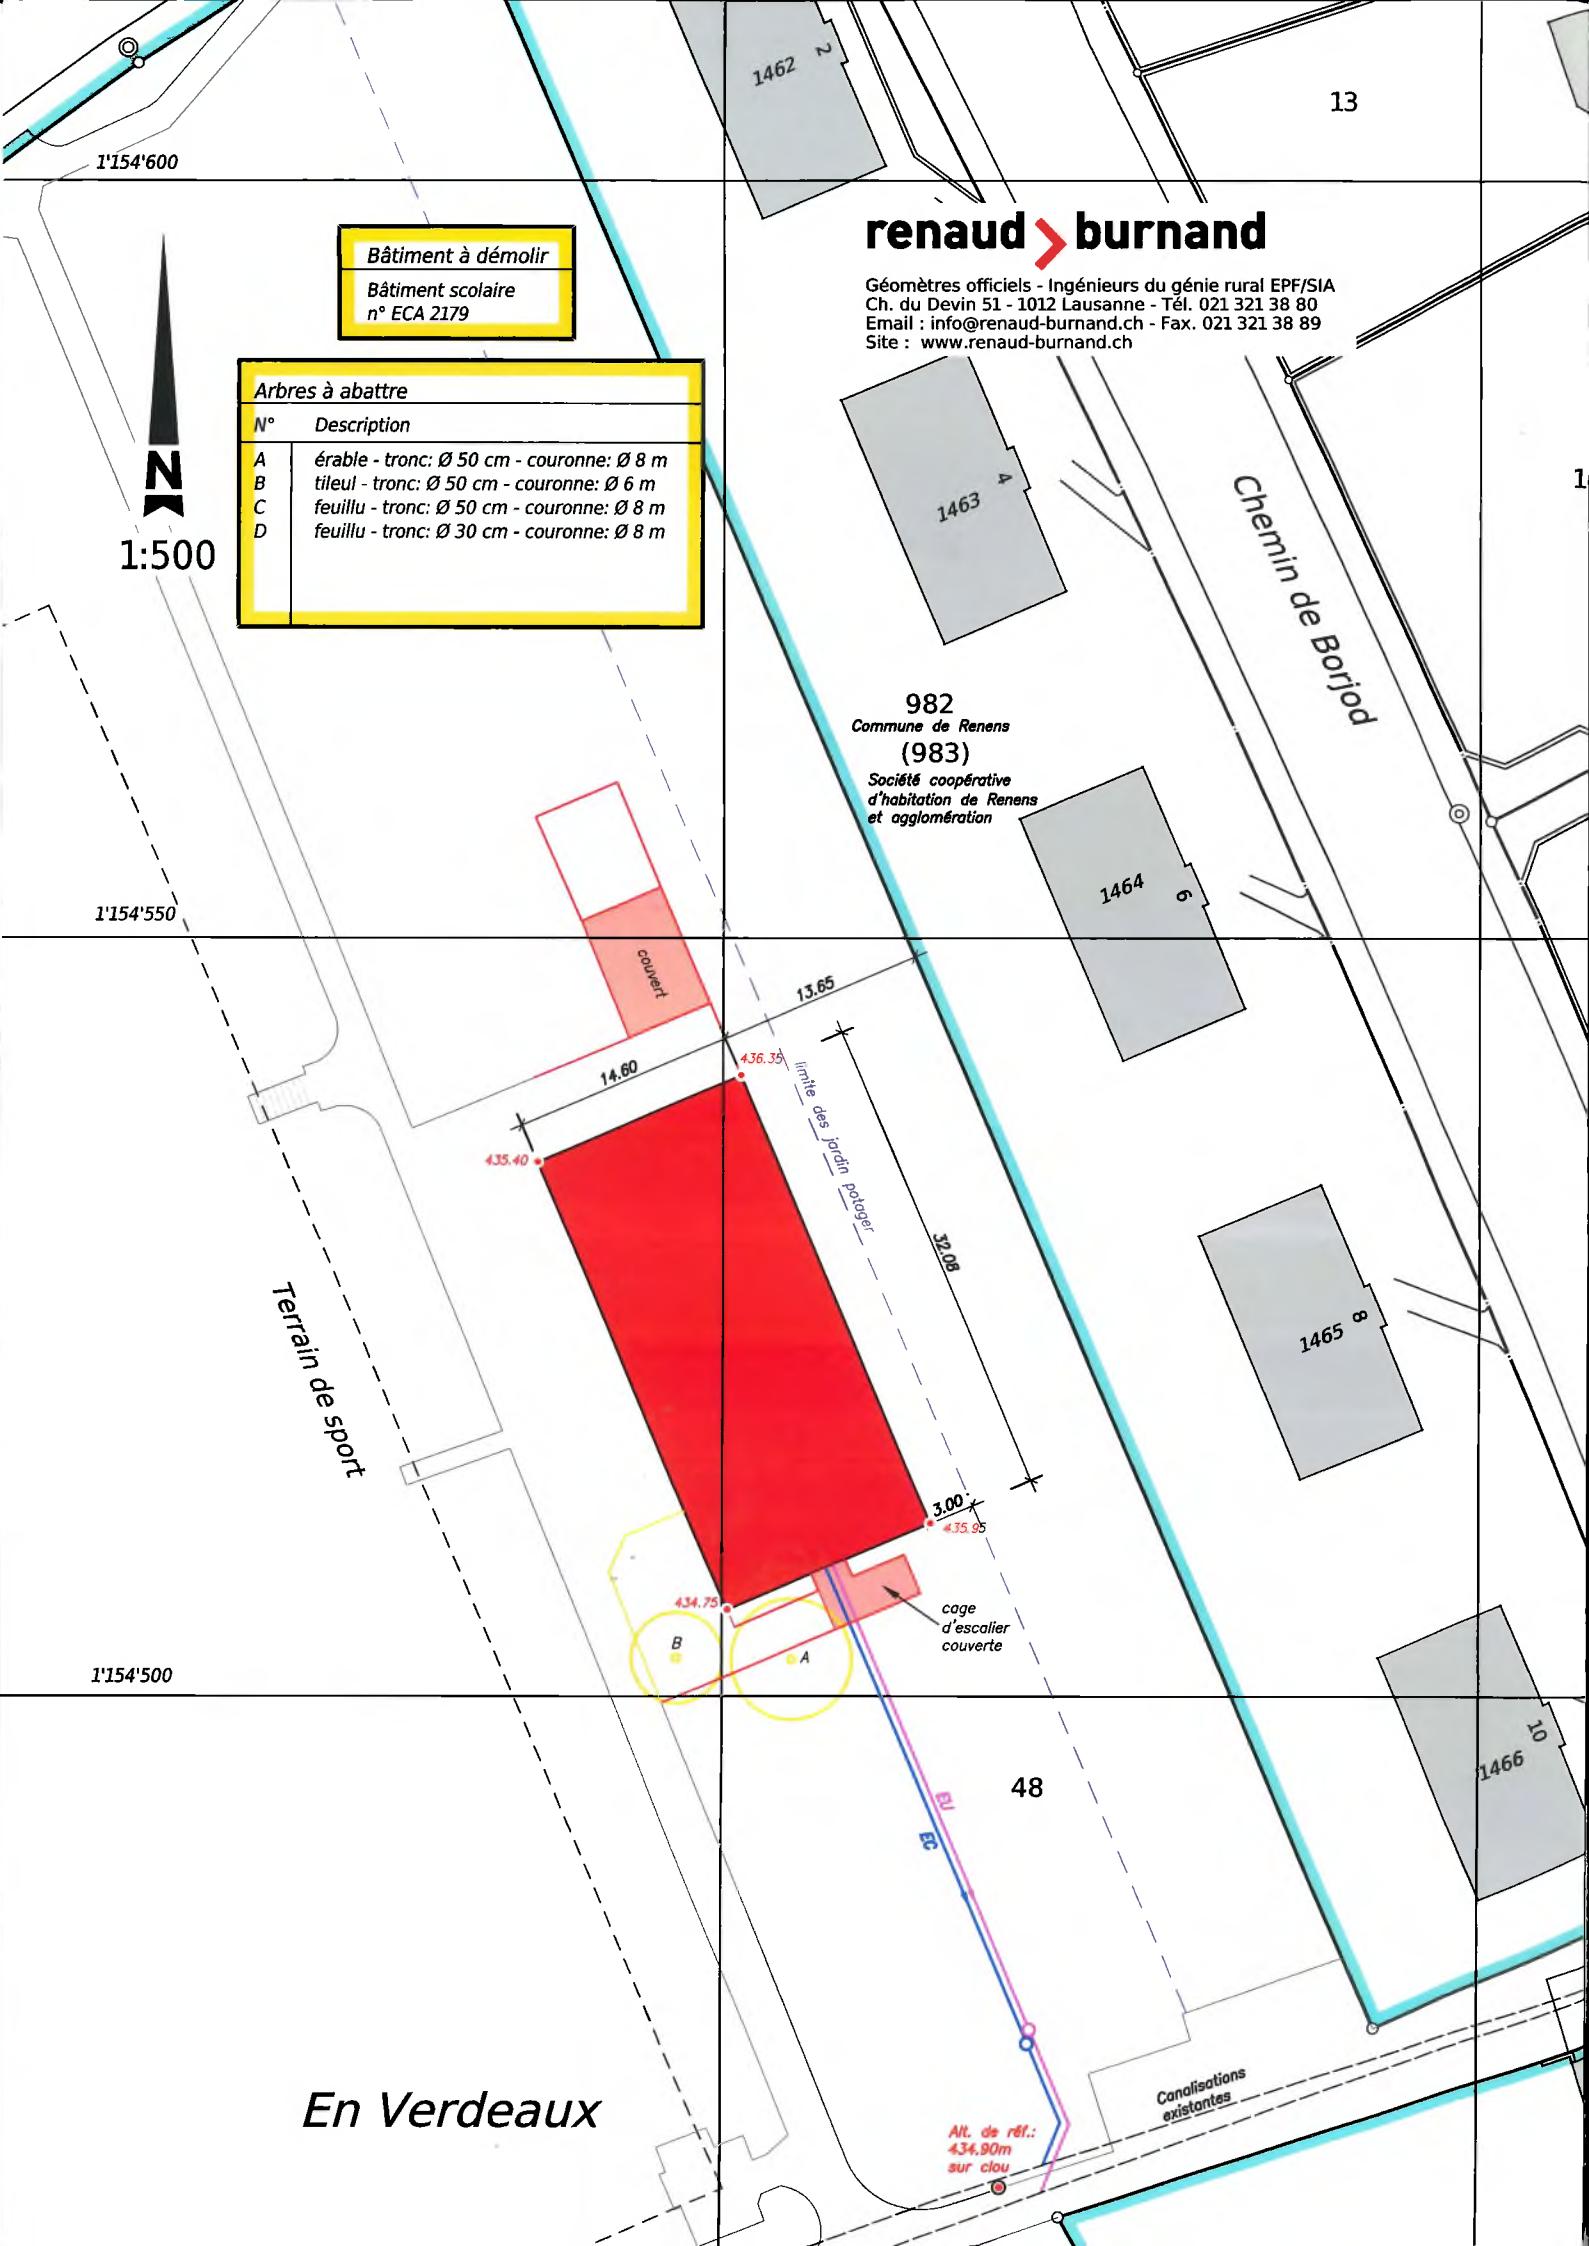 1462
2
13
1'154'600
Bâtiment à démolir
Bâtiment scolaire
n° ECA 2179
renaud burnand
Géomètres officiels - Ingénieurs du génie rural EPF/SIA
Ch. du Devin 51 - 1012 Lausanne - Tél. 021 321 38 80
Email : info@renaud-burnand.ch - Fax. 021 321 38 89
Site : www.renaud-burnand.ch
Arbres à abattre
N° Description
A érable - tronc: Ø 50 cm - couronne: Ø 8 m
B tileul - tronc: Ø 50 cm - couronne: Ø 6 m
C feuillu - tronc: Ø 50 cm - couronne: Ø 8 m
D feuillu - tronc: Ø 30 cm - couronne: Ø 8 m
N
1:500
1463
4
Chemin de Borjod
982
Commune de Renens
(983)
Société coopérative
d'habitation de Renens
et agglomération
1464
6
1'154'550
couvert
13.65
14.60
436.35
435.40
limite des jardin potager
32.08
Terrain de sport
1465
8
3.00
435.95
434.75
B
A
cage
d'escalier
couverte
1'154'500
10
1466
48
EU
EC
En Verdeaux
Canalisations
existantes
Alt. de réf.:
434.90m
sur clou